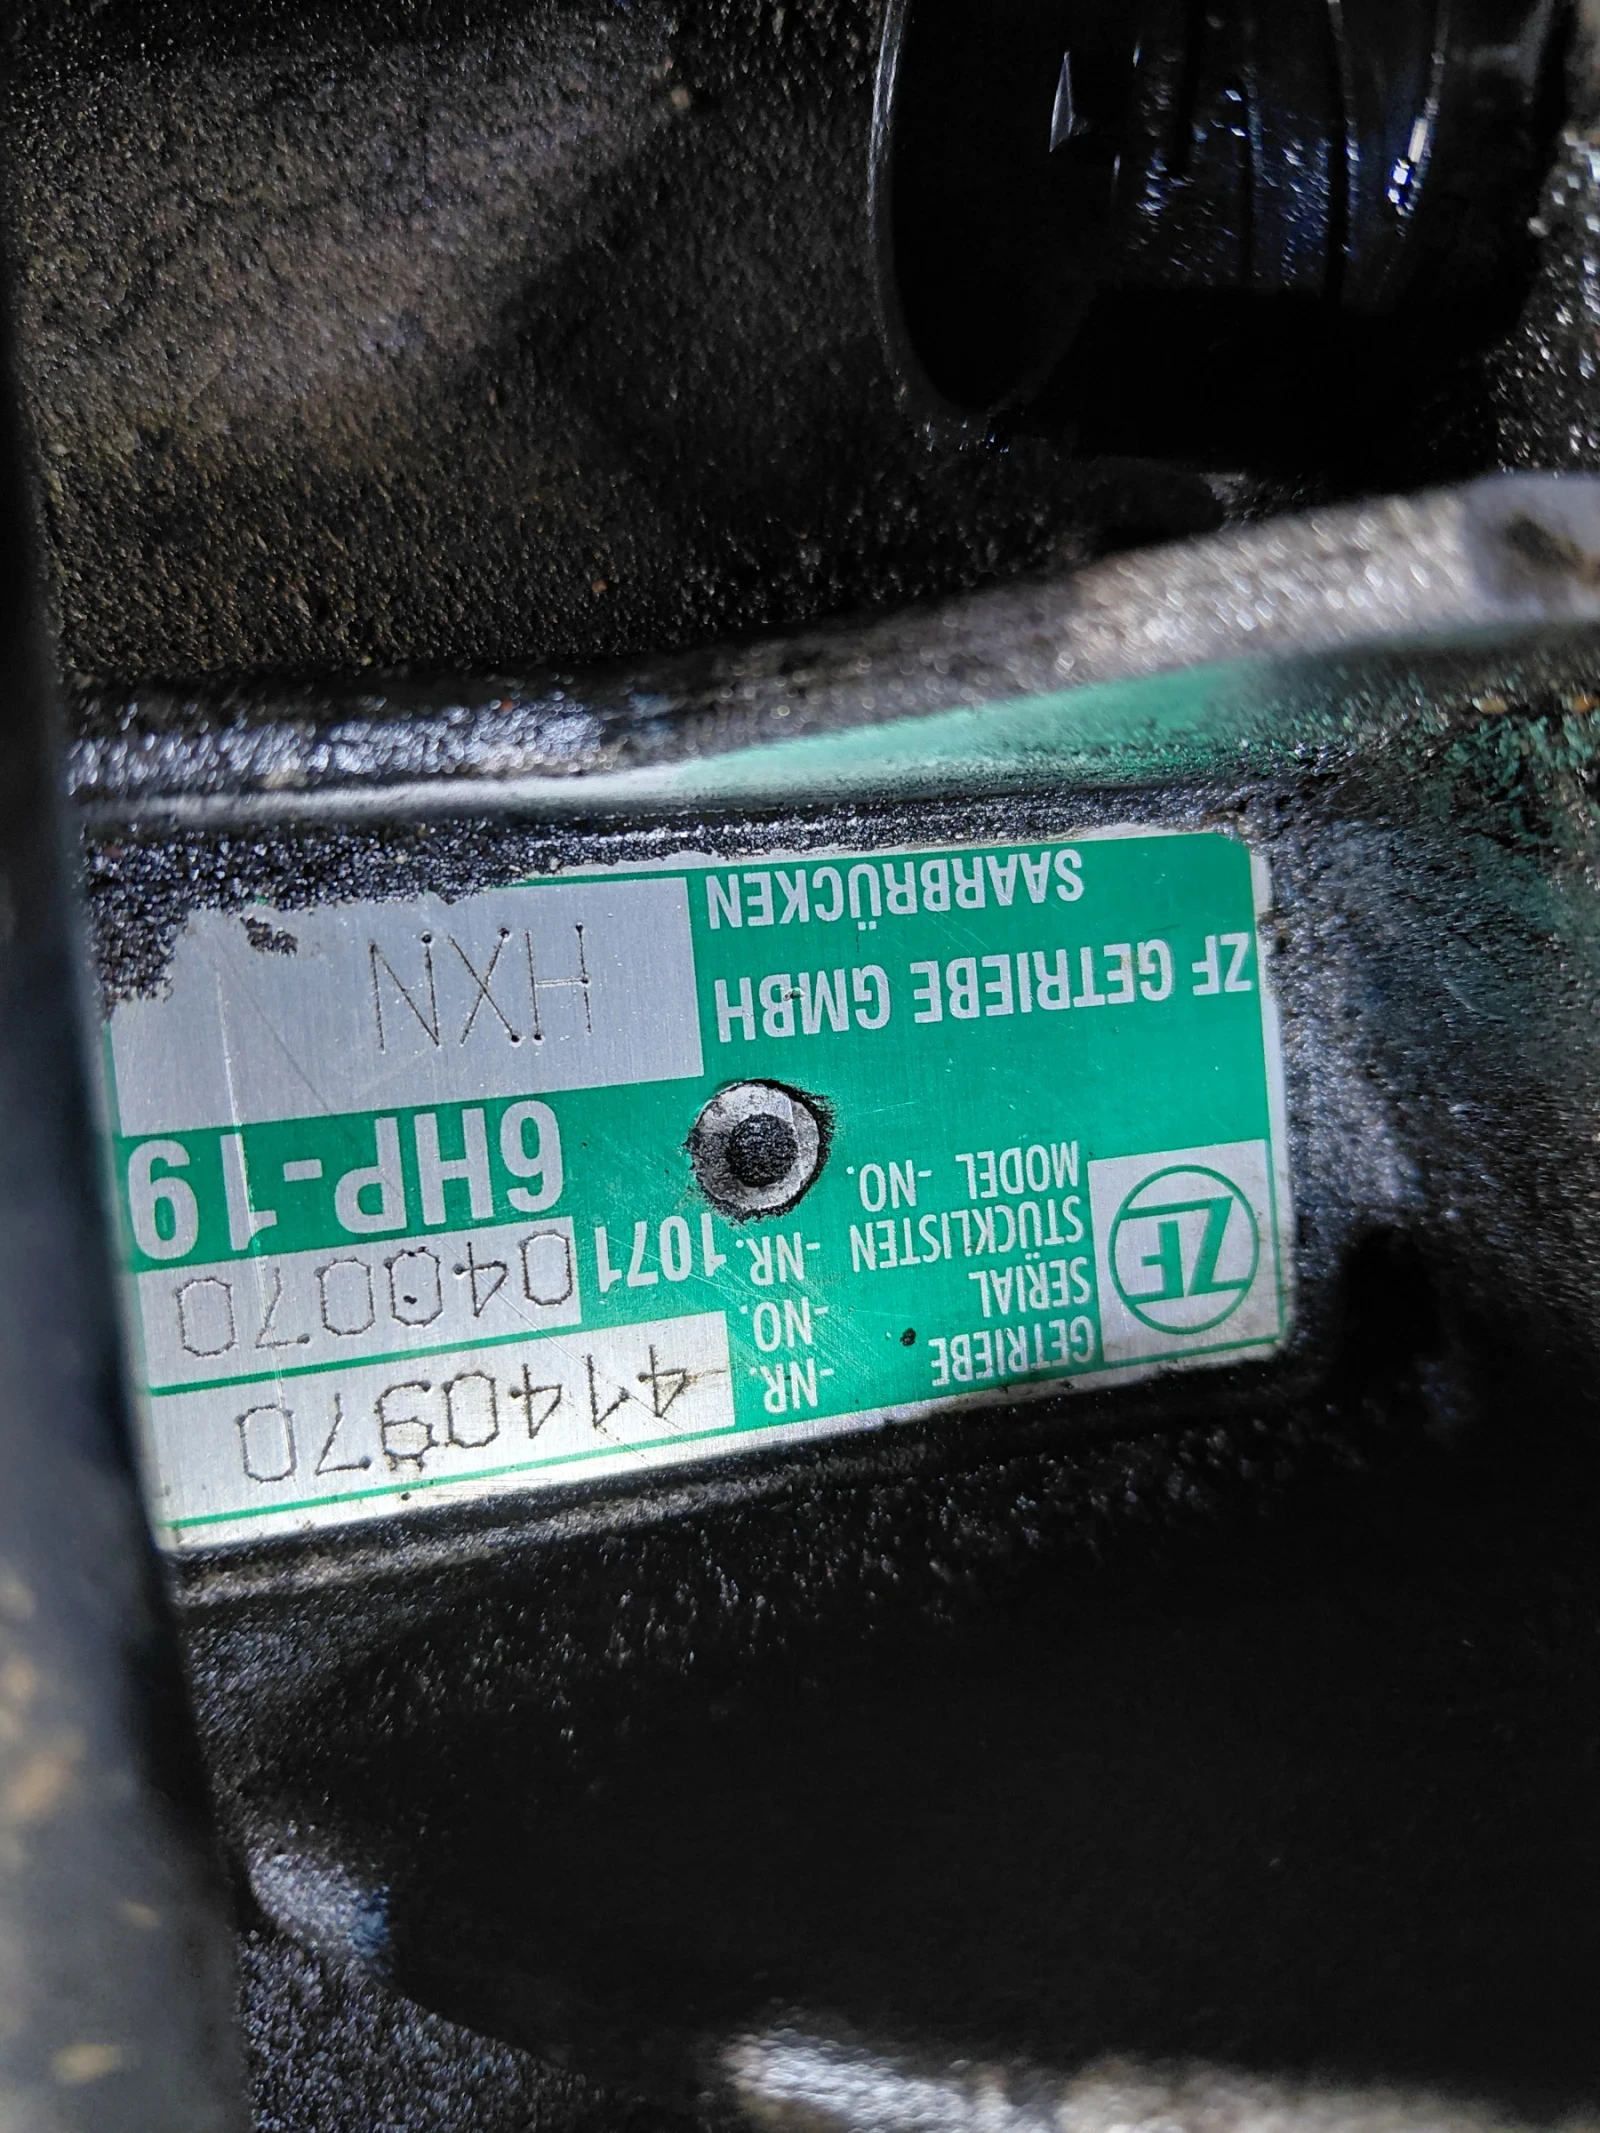 ZF
GETRIEBE -NR. 4140970
SERIAL -NO.
STÜCKLISTEN -NR. 1071 040070
MODEL -NO.
6HP-19
ZF GETRIEBE GMBH HXN
SAARBRÜCKEN